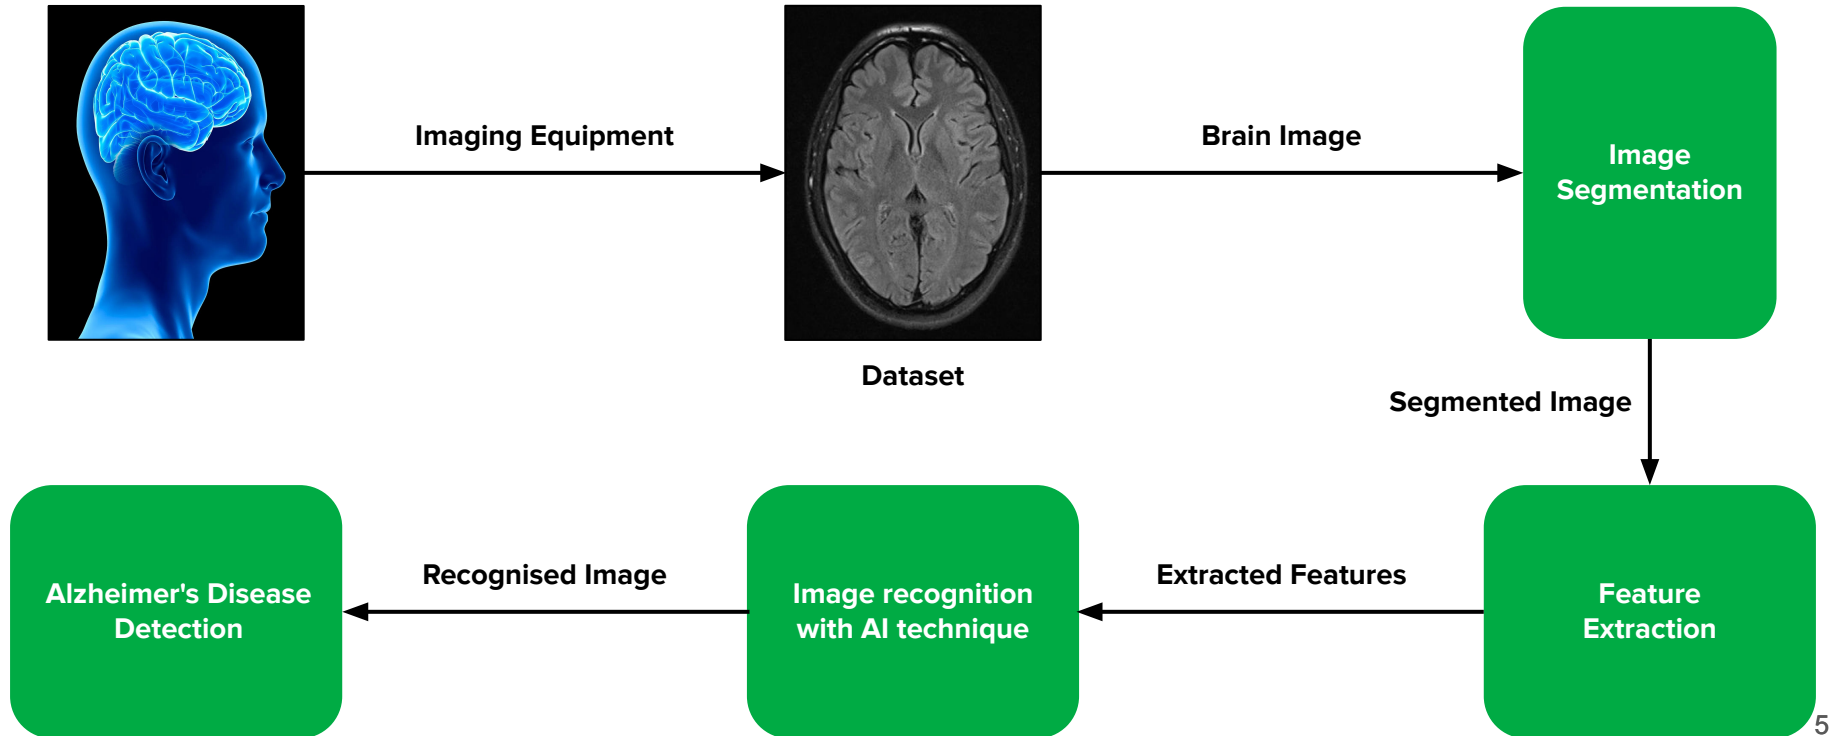 Imaging Equipment
Brain Image
Image
Segmentation
Dataset
Segmented Image
Alzheimer's Disease
Detection
Recognised Image
Image recognition
with AI technique
Extracted Features
Feature
Extraction
5